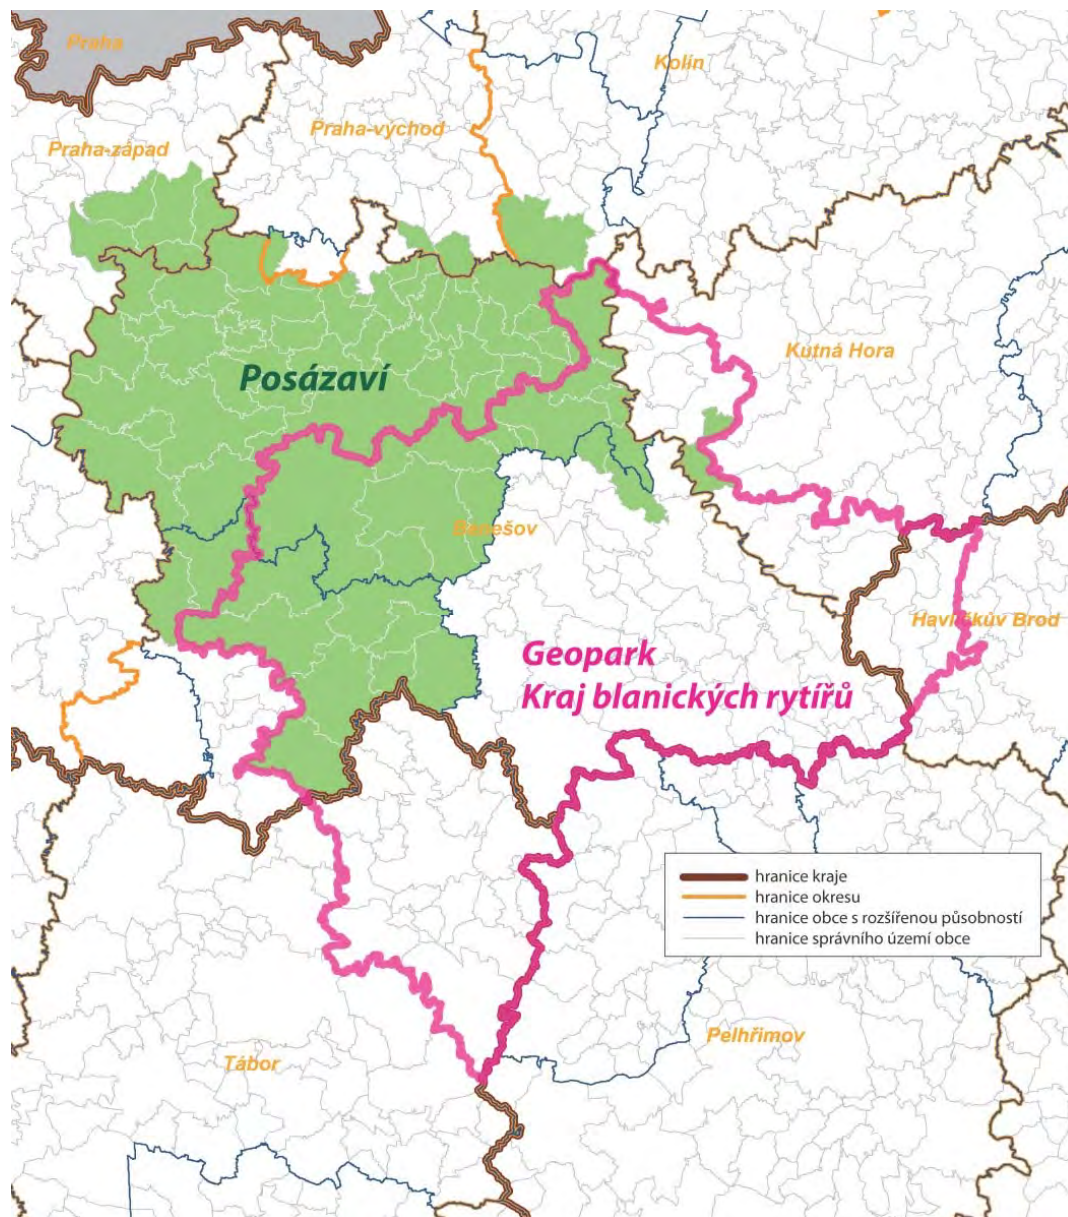 Praha
Kolín
Praha-východ
Praha-západ
Kutná Hora
Posázaví
Benešov
Havlíčkův Brod
Geopark
Kraj blanických rytířů
hranice kraje
hranice okresu
hranice obce s rozšířenou působností
hranice správního území obce
Pelhřimov
Tábor